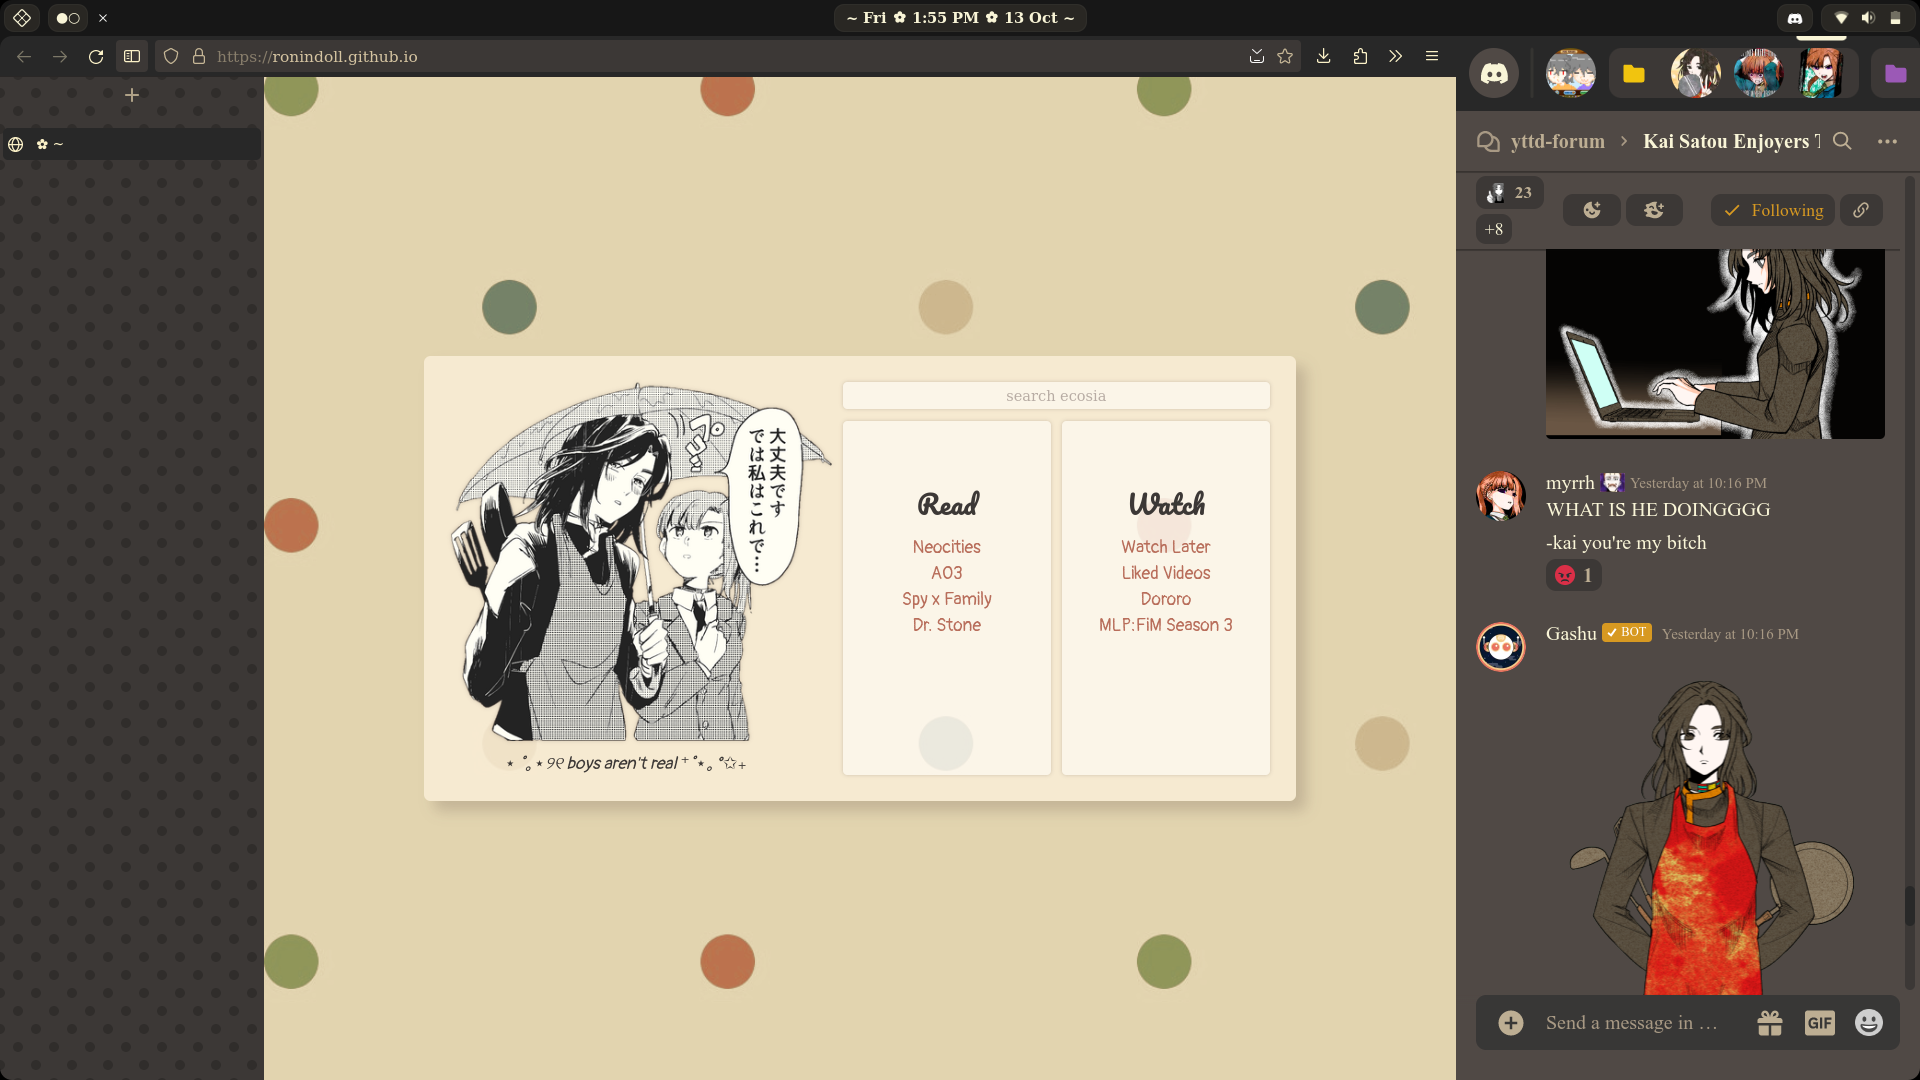 ~ Fri ✿ 1:55 PM ✿ 13 Oct ~
https://ronindoll.github.io
✿ ~
search ecosia
プニ
大丈夫です
では私はこれで…
Read
Neocities
AO3
Spy x Family
Dr. Stone
Watch
Watch Later
Liked Videos
Dororo
MLP:FiM Season 3
⋆ ˚｡⋆୨୧ boys aren't real ⁺˚⋆｡°✩₊
yttd-forum > Kai Satou Enjoyers T
23
+8
Following
myrrh Yesterday at 10:16 PM
WHAT IS HE DOINGGGG
-kai you're my bitch
1
Gashu BOT Yesterday at 10:16 PM
Send a message in …
GIF